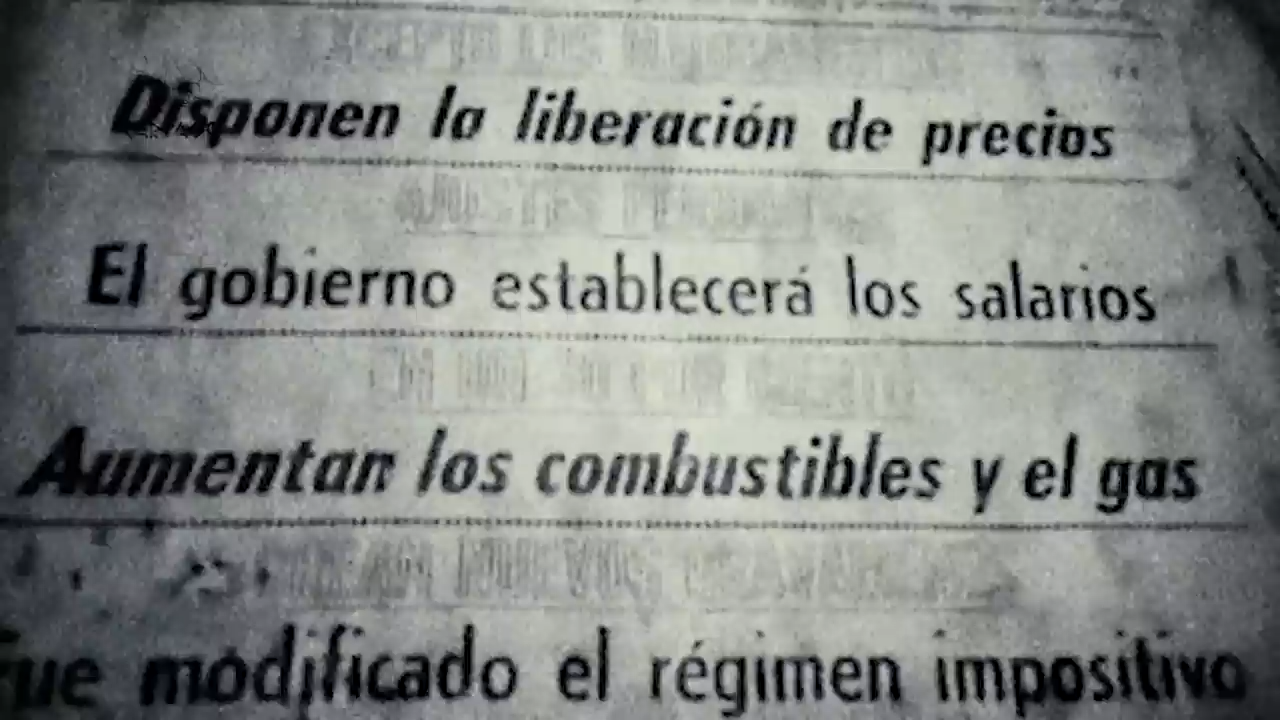 Disponen la liberación de precios
El gobierno establecerá los salarios
Aumentan los combustibles y el gas
Fue modificado el régimen impositivo